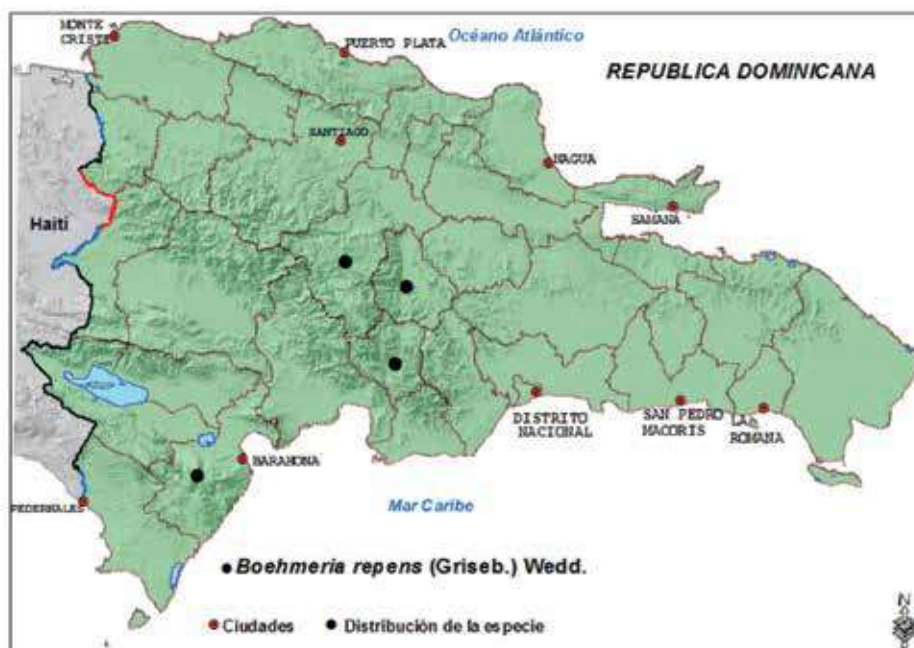 MONTE
CRISTI
PUERTO PLATA
Océano Atlántico
REPUBLICA DOMINICANA
SANTIAGO
NAGUA
SAMANA
Haití
DISTRITO
NACIONAL
SAN PEDRO
MACORIS
LA
ROMANA
BARAHONA
PEDERNALES
Mar Caribe
Boehmeria repens (Griseb.) Wedd.
Ciudades
Distribución de la especie
N